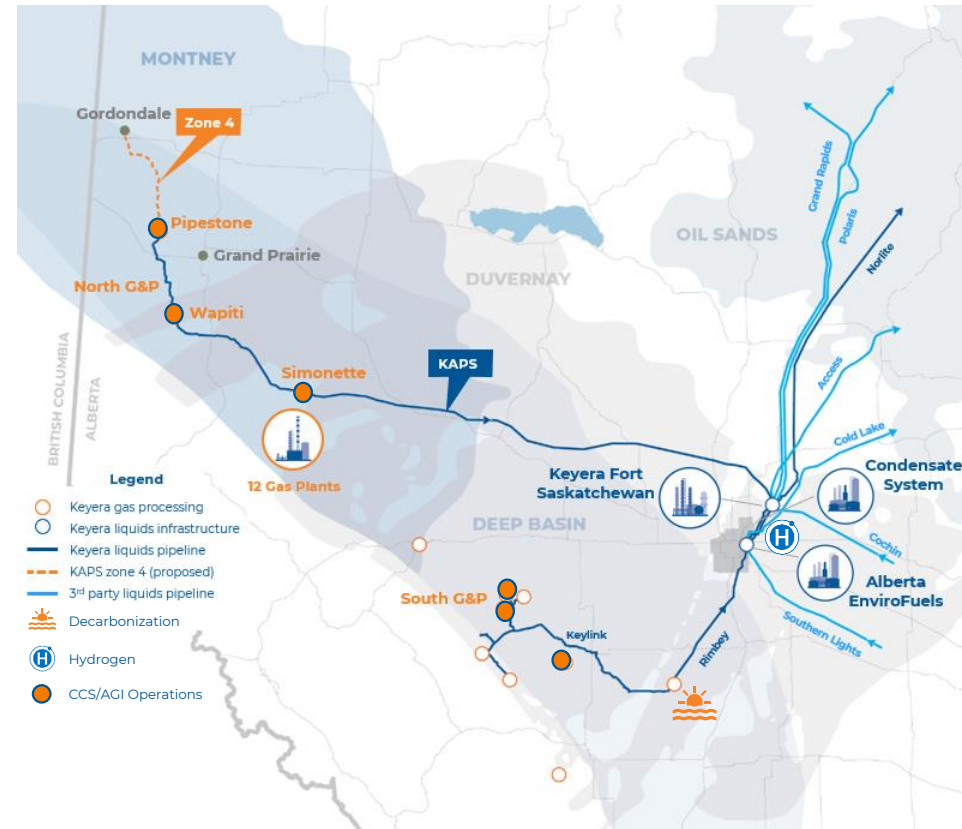 MONTNEY
Gordondale
Zone 4
Pipestone
Grand Prairie
North G&P
Wapiti
Simonette
12 Gas Plants
BRITISH COLUMBIA
ALBERTA
KAPS
DUVERNAY
OIL SANDS
DEEP BASIN
Grand Rapids
Polaris
Norlite
Access
Cold Lake
Keyera Fort
Saskatchewan
Condensate
System
H
Cochin
Alberta
EnviroFuels
Southern Lights
South G&P
Keylink
Rimbey
Legend
Keyera gas processing
Keyera liquids infrastructure
Keyera liquids pipeline
KAPS zone 4 (proposed)
3rd party liquids pipeline
Decarbonization
H
Hydrogen
CCS/AGI Operations